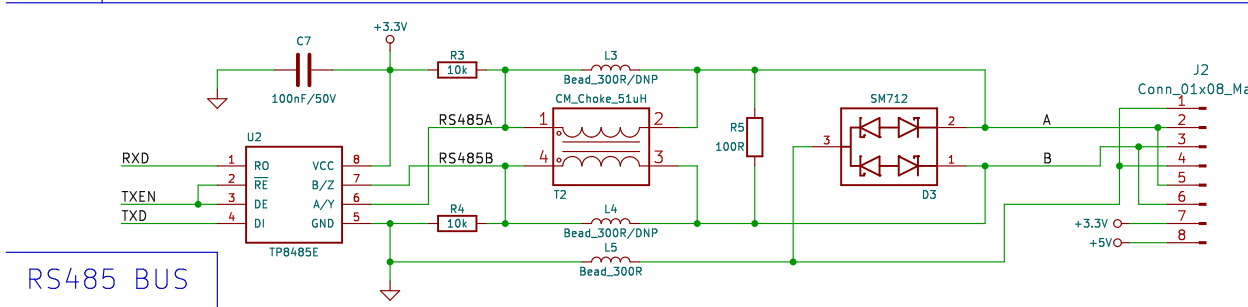 +3.3V
C7
100nF/50V
R3
10k
L3
Bead_300R/DNP
CM_Choke_51uH
1
2
4
3
T2
RS485A
RS485B
R5
100R
SM712
3
2
1
D3
A
B
J2
Conn_01x08_Ma
1
2
3
4
5
6
7
8
+3.3V
+5V
U2
RXD
TXEN
TXD
1 RO VCC 8
2 RE B/Z 7
3 DE A/Y 6
4 DI GND 5
TP8485E
R4
10k
L4
Bead_300R/DNP
L5
Bead_300R
RS485 BUS